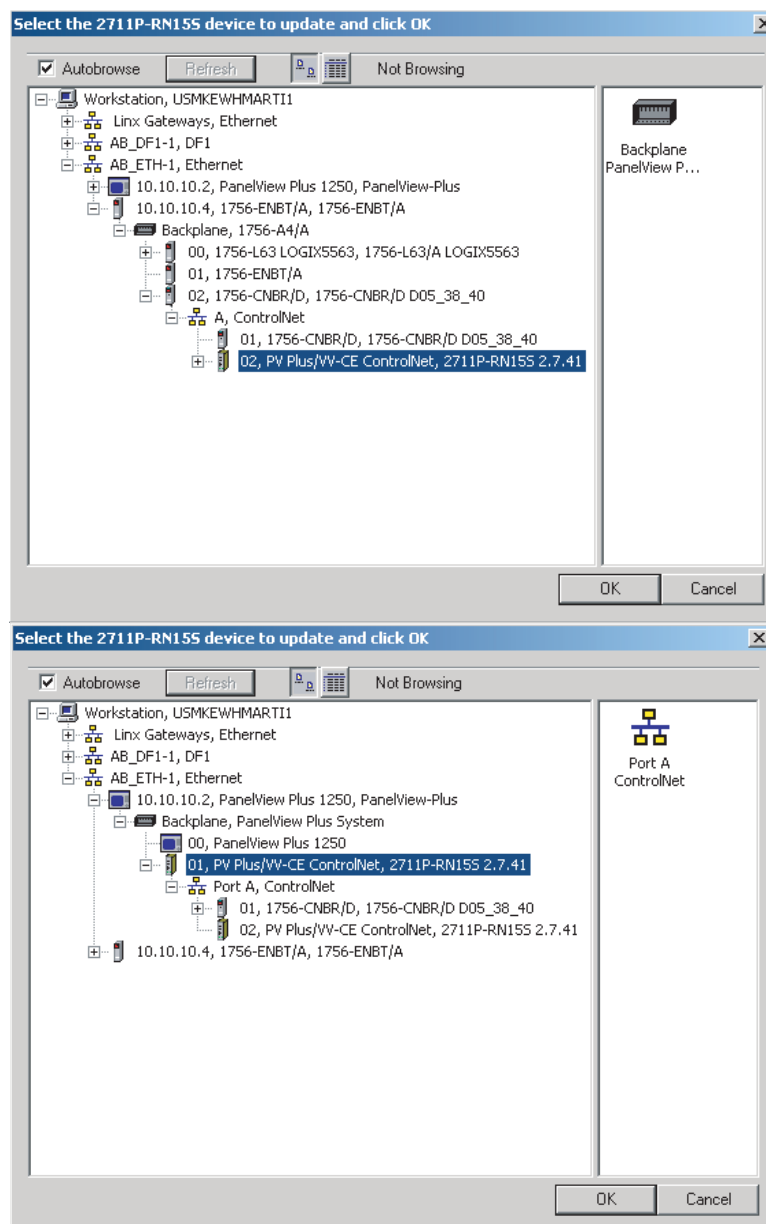 Select the 2711P-RN15S device to update and click OK
Autobrowse Refresh Not Browsing
Workstation, USMKEWHMARTI1
Linx Gateways, Ethernet
AB_DF1-1, DF1
AB_ETH-1, Ethernet
10.10.10.2, PanelView Plus 1250, PanelView-Plus
10.10.10.4, 1756-ENBT/A, 1756-ENBT/A
Backplane, 1756-A4/A
00, 1756-L63 LOGIX5563, 1756-L63/A LOGIX5563
01, 1756-ENBT/A
02, 1756-CNBR/D, 1756-CNBR/D D05_38_40
A, ControlNet
01, 1756-CNBR/D, 1756-CNBR/D D05_38_40
02, PV Plus/VV-CE ControlNet, 2711P-RN15S 2.7.41
Backplane
PanelView P...
OK Cancel
Select the 2711P-RN15S device to update and click OK
Autobrowse Refresh Not Browsing
Workstation, USMKEWHMARTI1
Linx Gateways, Ethernet
AB_DF1-1, DF1
AB_ETH-1, Ethernet
10.10.10.2, PanelView Plus 1250, PanelView-Plus
Backplane, PanelView Plus System
00, PanelView Plus 1250
01, PV Plus/VV-CE ControlNet, 2711P-RN15S 2.7.41
Port A, ControlNet
01, 1756-CNBR/D, 1756-CNBR/D D05_38_40
02, PV Plus/VV-CE ControlNet, 2711P-RN15S 2.7.41
10.10.10.4, 1756-ENBT/A, 1756-ENBT/A
Port A
ControlNet
OK Cancel